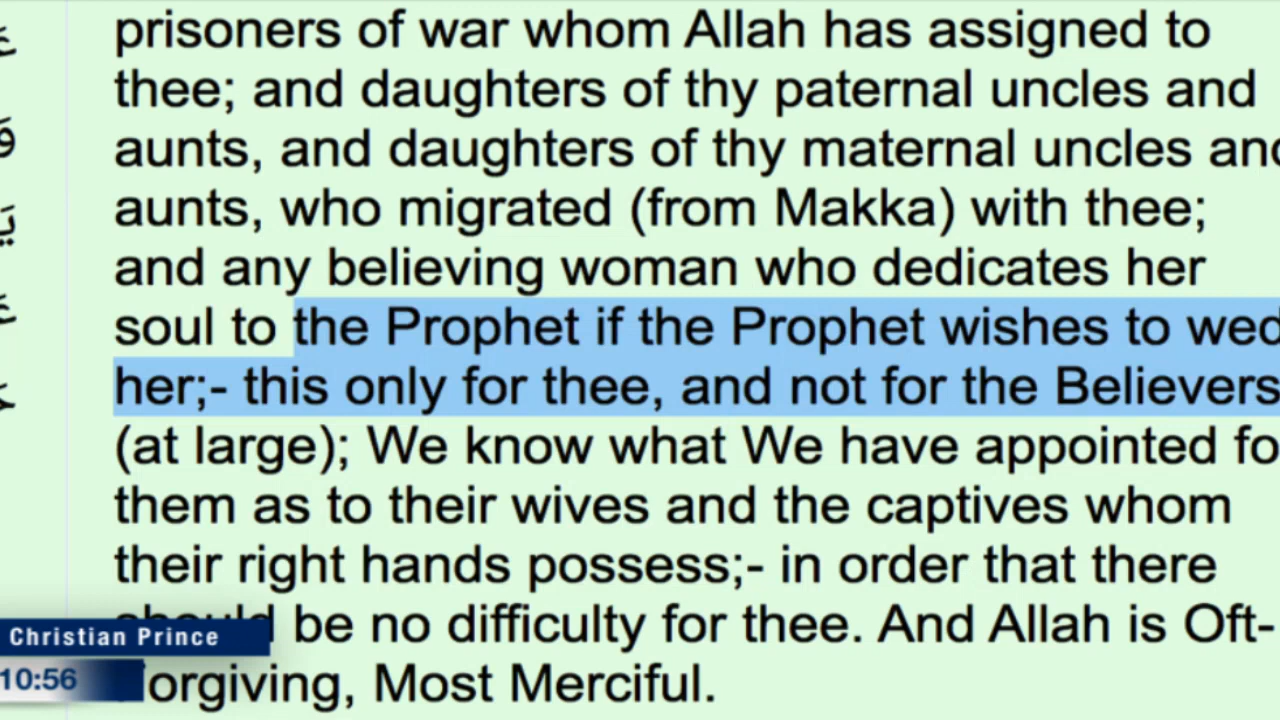 prisoners of war whom Allah has assigned to
thee; and daughters of thy paternal uncles and
aunts, and daughters of thy maternal uncles and
aunts, who migrated (from Makka) with thee;
and any believing woman who dedicates her
soul to the Prophet if the Prophet wishes to wed
her;- this only for thee, and not for the Believers
(at large); We know what We have appointed fo
them as to their wives and the captives whom
their right hands possess;- in order that there
should be no difficulty for thee. And Allah is Oft-
orgiving, Most Merciful.
Christian Prince
10:56